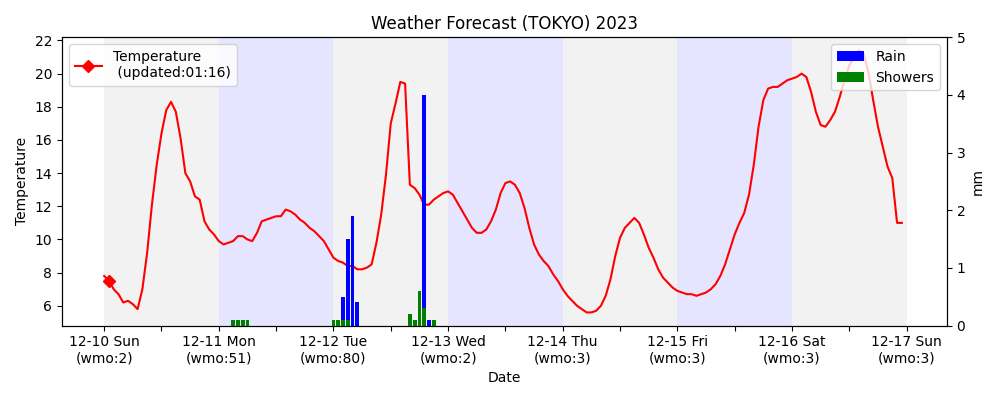 Weather Forecast (TOKYO) 2023
Temperature
(updated:01:16)
Rain
Showers
22
20
18
16
14
12
10
8
6
Temperature
5
4
3
2
1
0
mm
12-10 Sun
(wmo:2)
12-11 Mon
(wmo:51)
12-12 Tue
(wmo:80)
12-13 Wed
(wmo:2)
12-14 Thu
(wmo:3)
12-15 Fri
(wmo:3)
12-16 Sat
(wmo:3)
12-17 Sun
(wmo:3)
Date